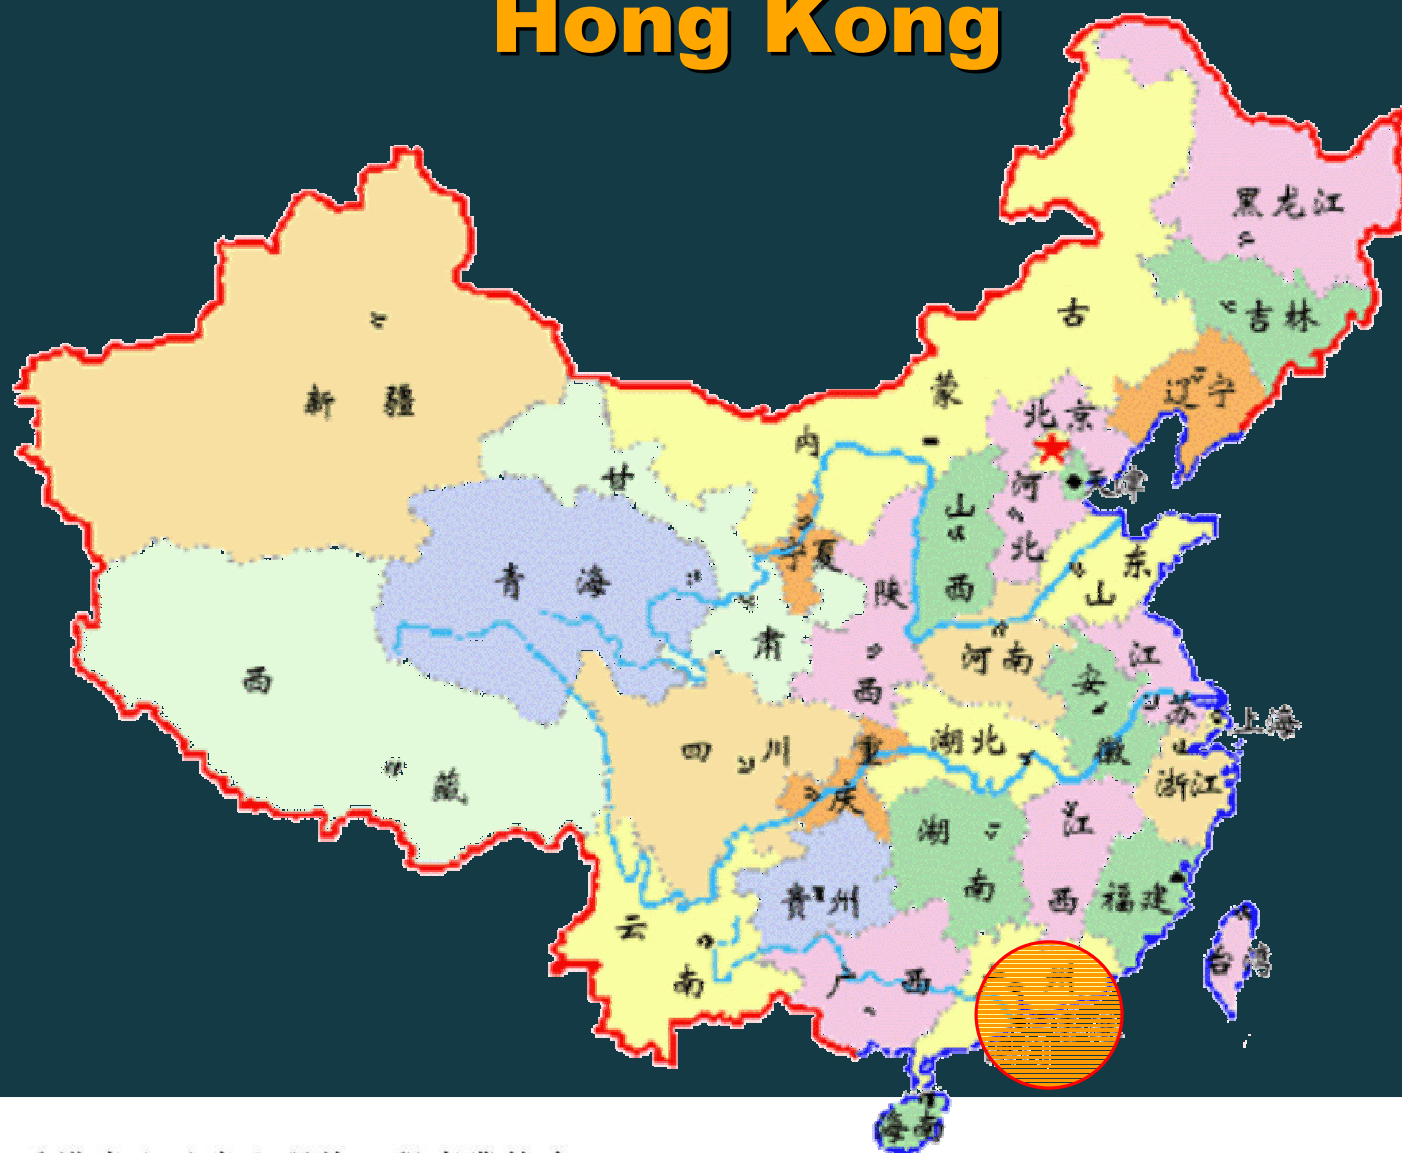 Hong Kong
黑龙江
吉林
辽宁
内蒙古
新疆
北京
天津
甘肃
河北
山西
宁夏
青海
陕西
山东
西藏
河南
江苏
安徽
上海
四川
重庆
湖北
浙江
湖南
江西
贵州
福建
云南
广西
台湾
海南